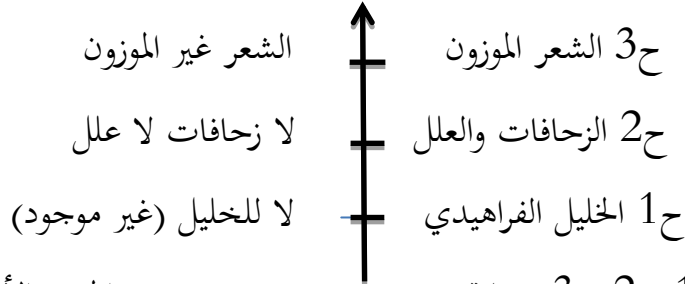 ح3 الشعر الموزون الشعر غير الموزون
ح2 الزحافات والعلل لا زحافات لا علل
ح1 الخليل الفراهيدي لا للخليل (غير موجود)